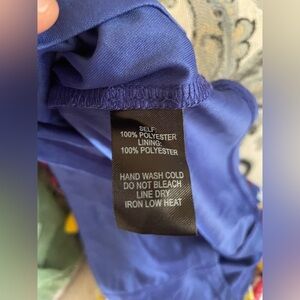 SELF:
100% POLYESTER
LINING:
100% POLYESTER
HAND WASH COLD
DO NOT BLEACH
LINE DRY
IRON LOW HEAT